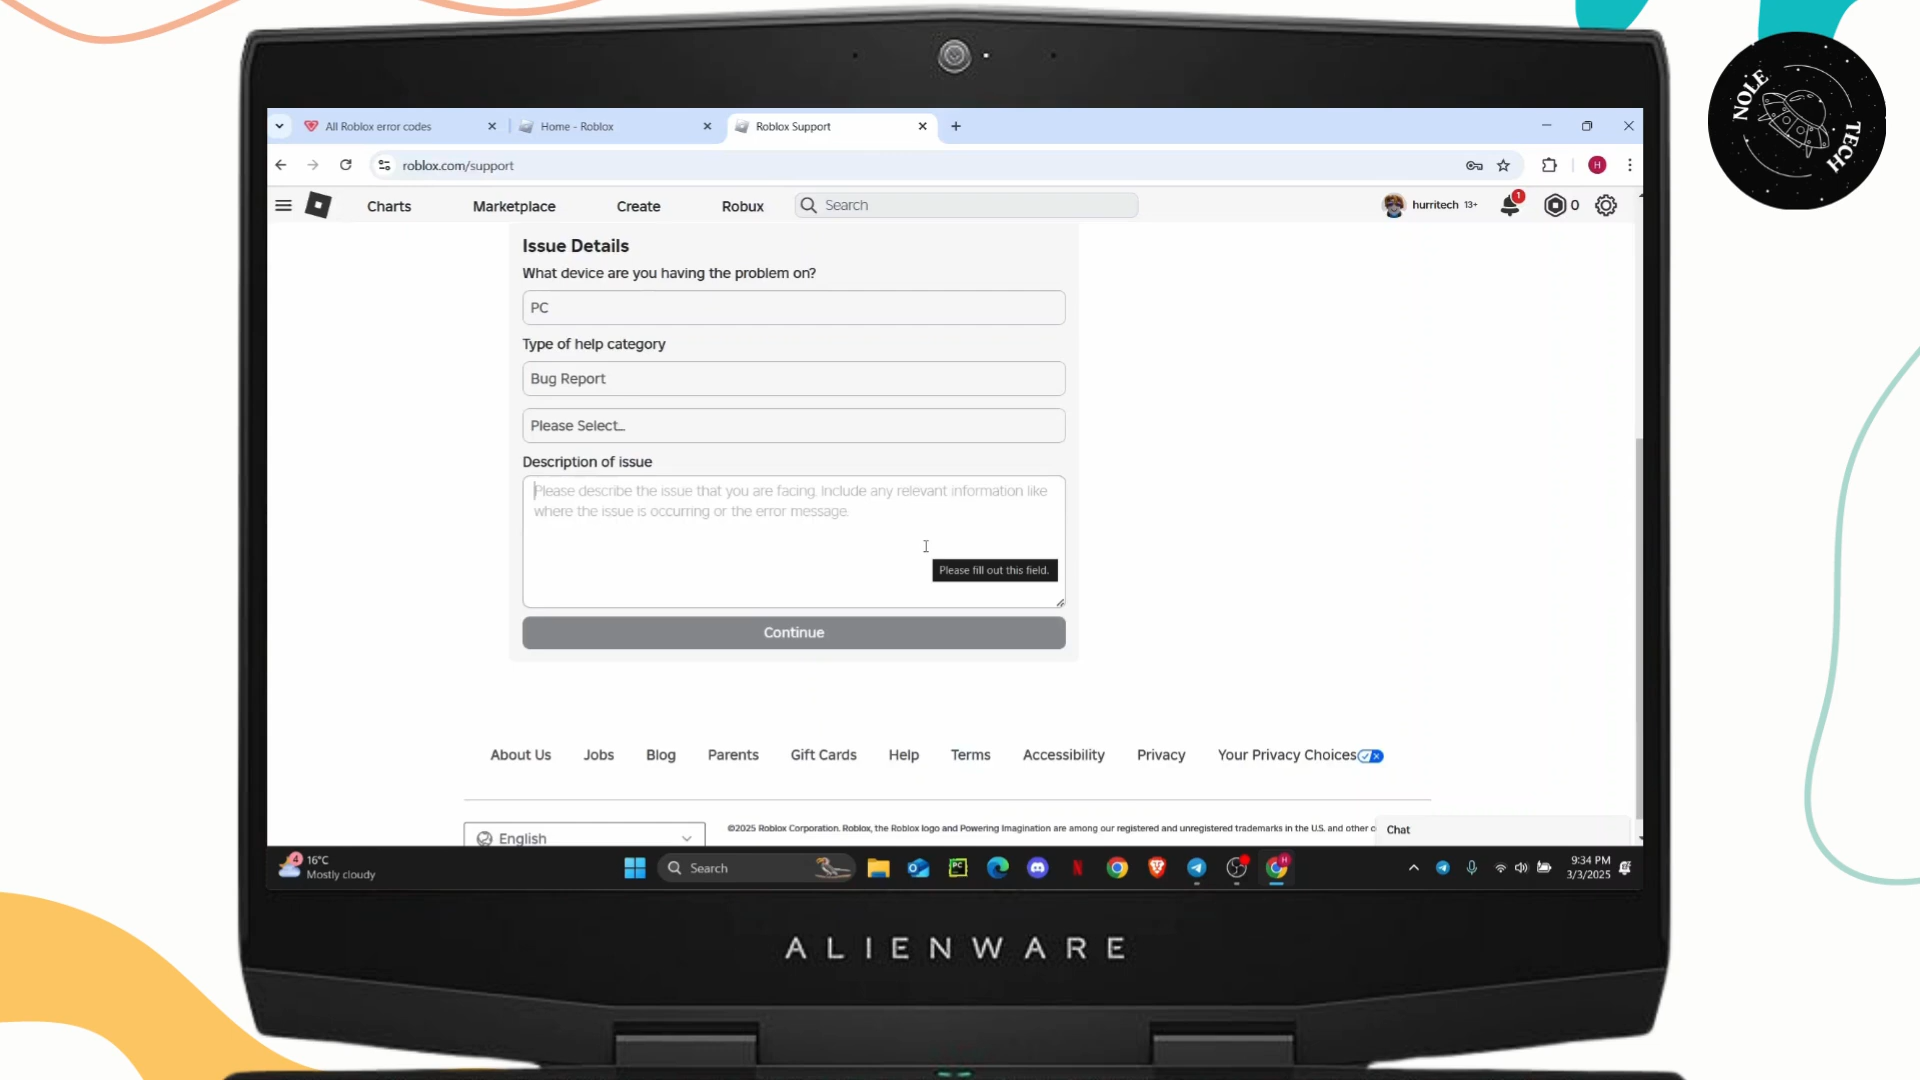 NOLE
TECH
All Roblox error codes
Home - Roblox
Roblox Support
roblox.com/support
H
Charts
Marketplace
Create
Robux
Search
hurritech 13+
1
0
Issue Details
What device are you having the problem on?
PC
Type of help category
Bug Report
Please Select...
Description of issue
Please describe the issue that you are facing. Include any relevant information like
where the issue is occurring or the error message.
Please fill out this field.
Continue
About Us
Jobs
Blog
Parents
Gift Cards
Help
Terms
Accessibility
Privacy
Your Privacy Choices
English
©2025 Roblox Corporation. Roblox, the Roblox logo and Powering Imagination are among our registered and unregistered trademarks in the U.S. and other c
Chat
4
16°C
Mostly cloudy
Search
PC
N
H
9:34 PM
3/3/2025
ALIENWARE